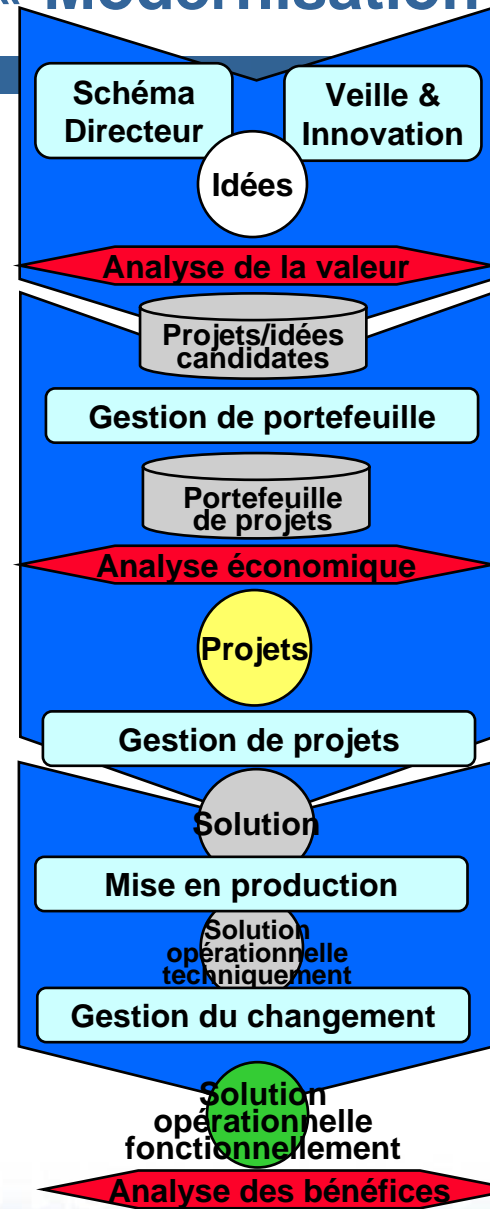 « Modernisation
Schéma
Directeur
Veille &
Innovation
Idées
Analyse de la valeur
Projets/idées
candidates
Gestion de portefeuille
Portefeuille
de projets
Analyse économique
Projets
Gestion de projets
Solution
Mise en production
Solution
opérationnelle
techniquement
Gestion du changement
Solution
opérationnelle
fonctionnellement
Analyse des bénéfices